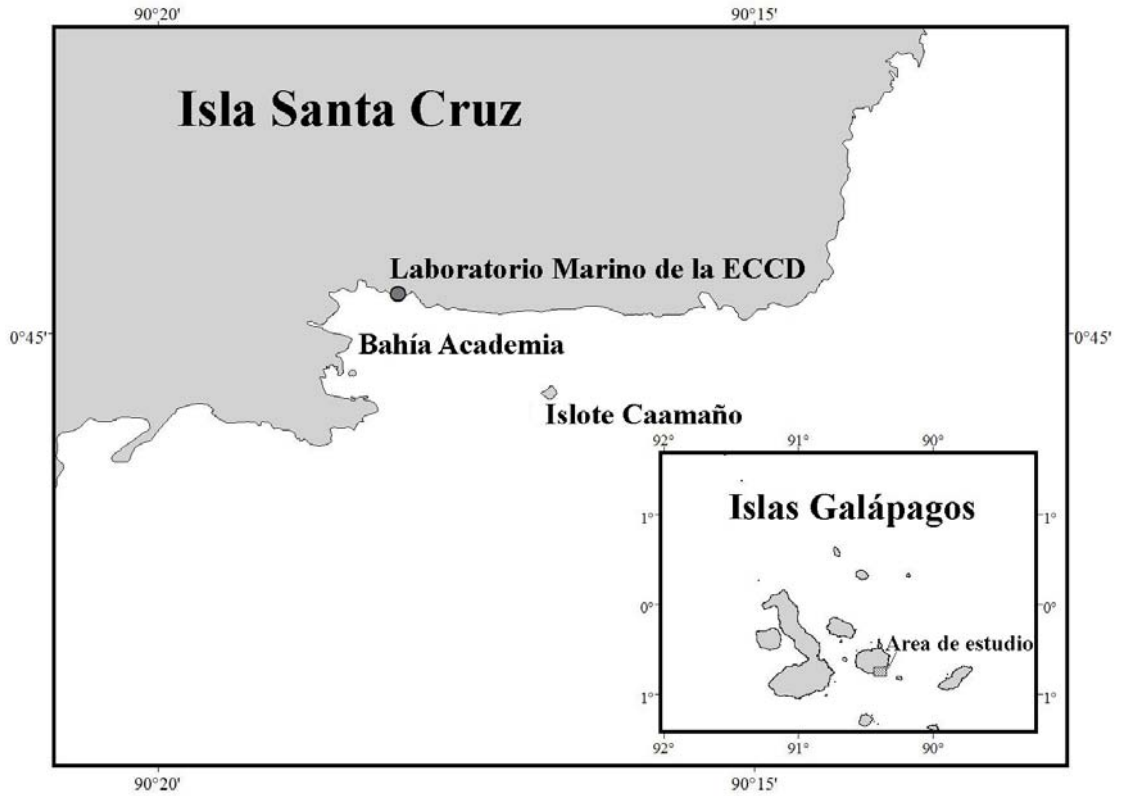 90°20' 90°15'
Isla Santa Cruz
Laboratorio Marino de la ECCD
0°45' 0°45'
Bahía Academia
Islote Caamaño
92° 91° 90°
Islas Galápagos
1° 1°
0° 0°
Area de estudio
1° 1°
92° 91° 90°
90°20' 90°15'